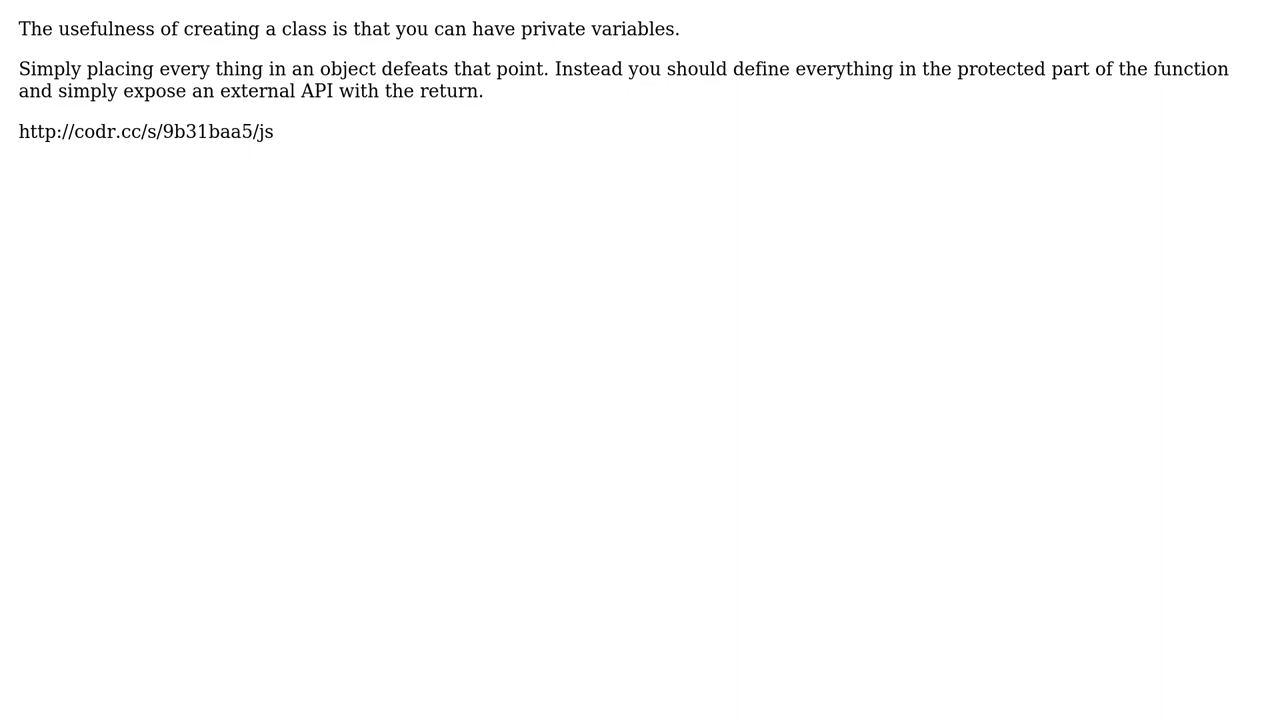 The usefulness of creating a class is that you can have private variables.
Simply placing every thing in an object defeats that point. Instead you should define everything in the protected part of the function
and simply expose an external API with the return.
http://codr.cc/s/9b31baa5/js